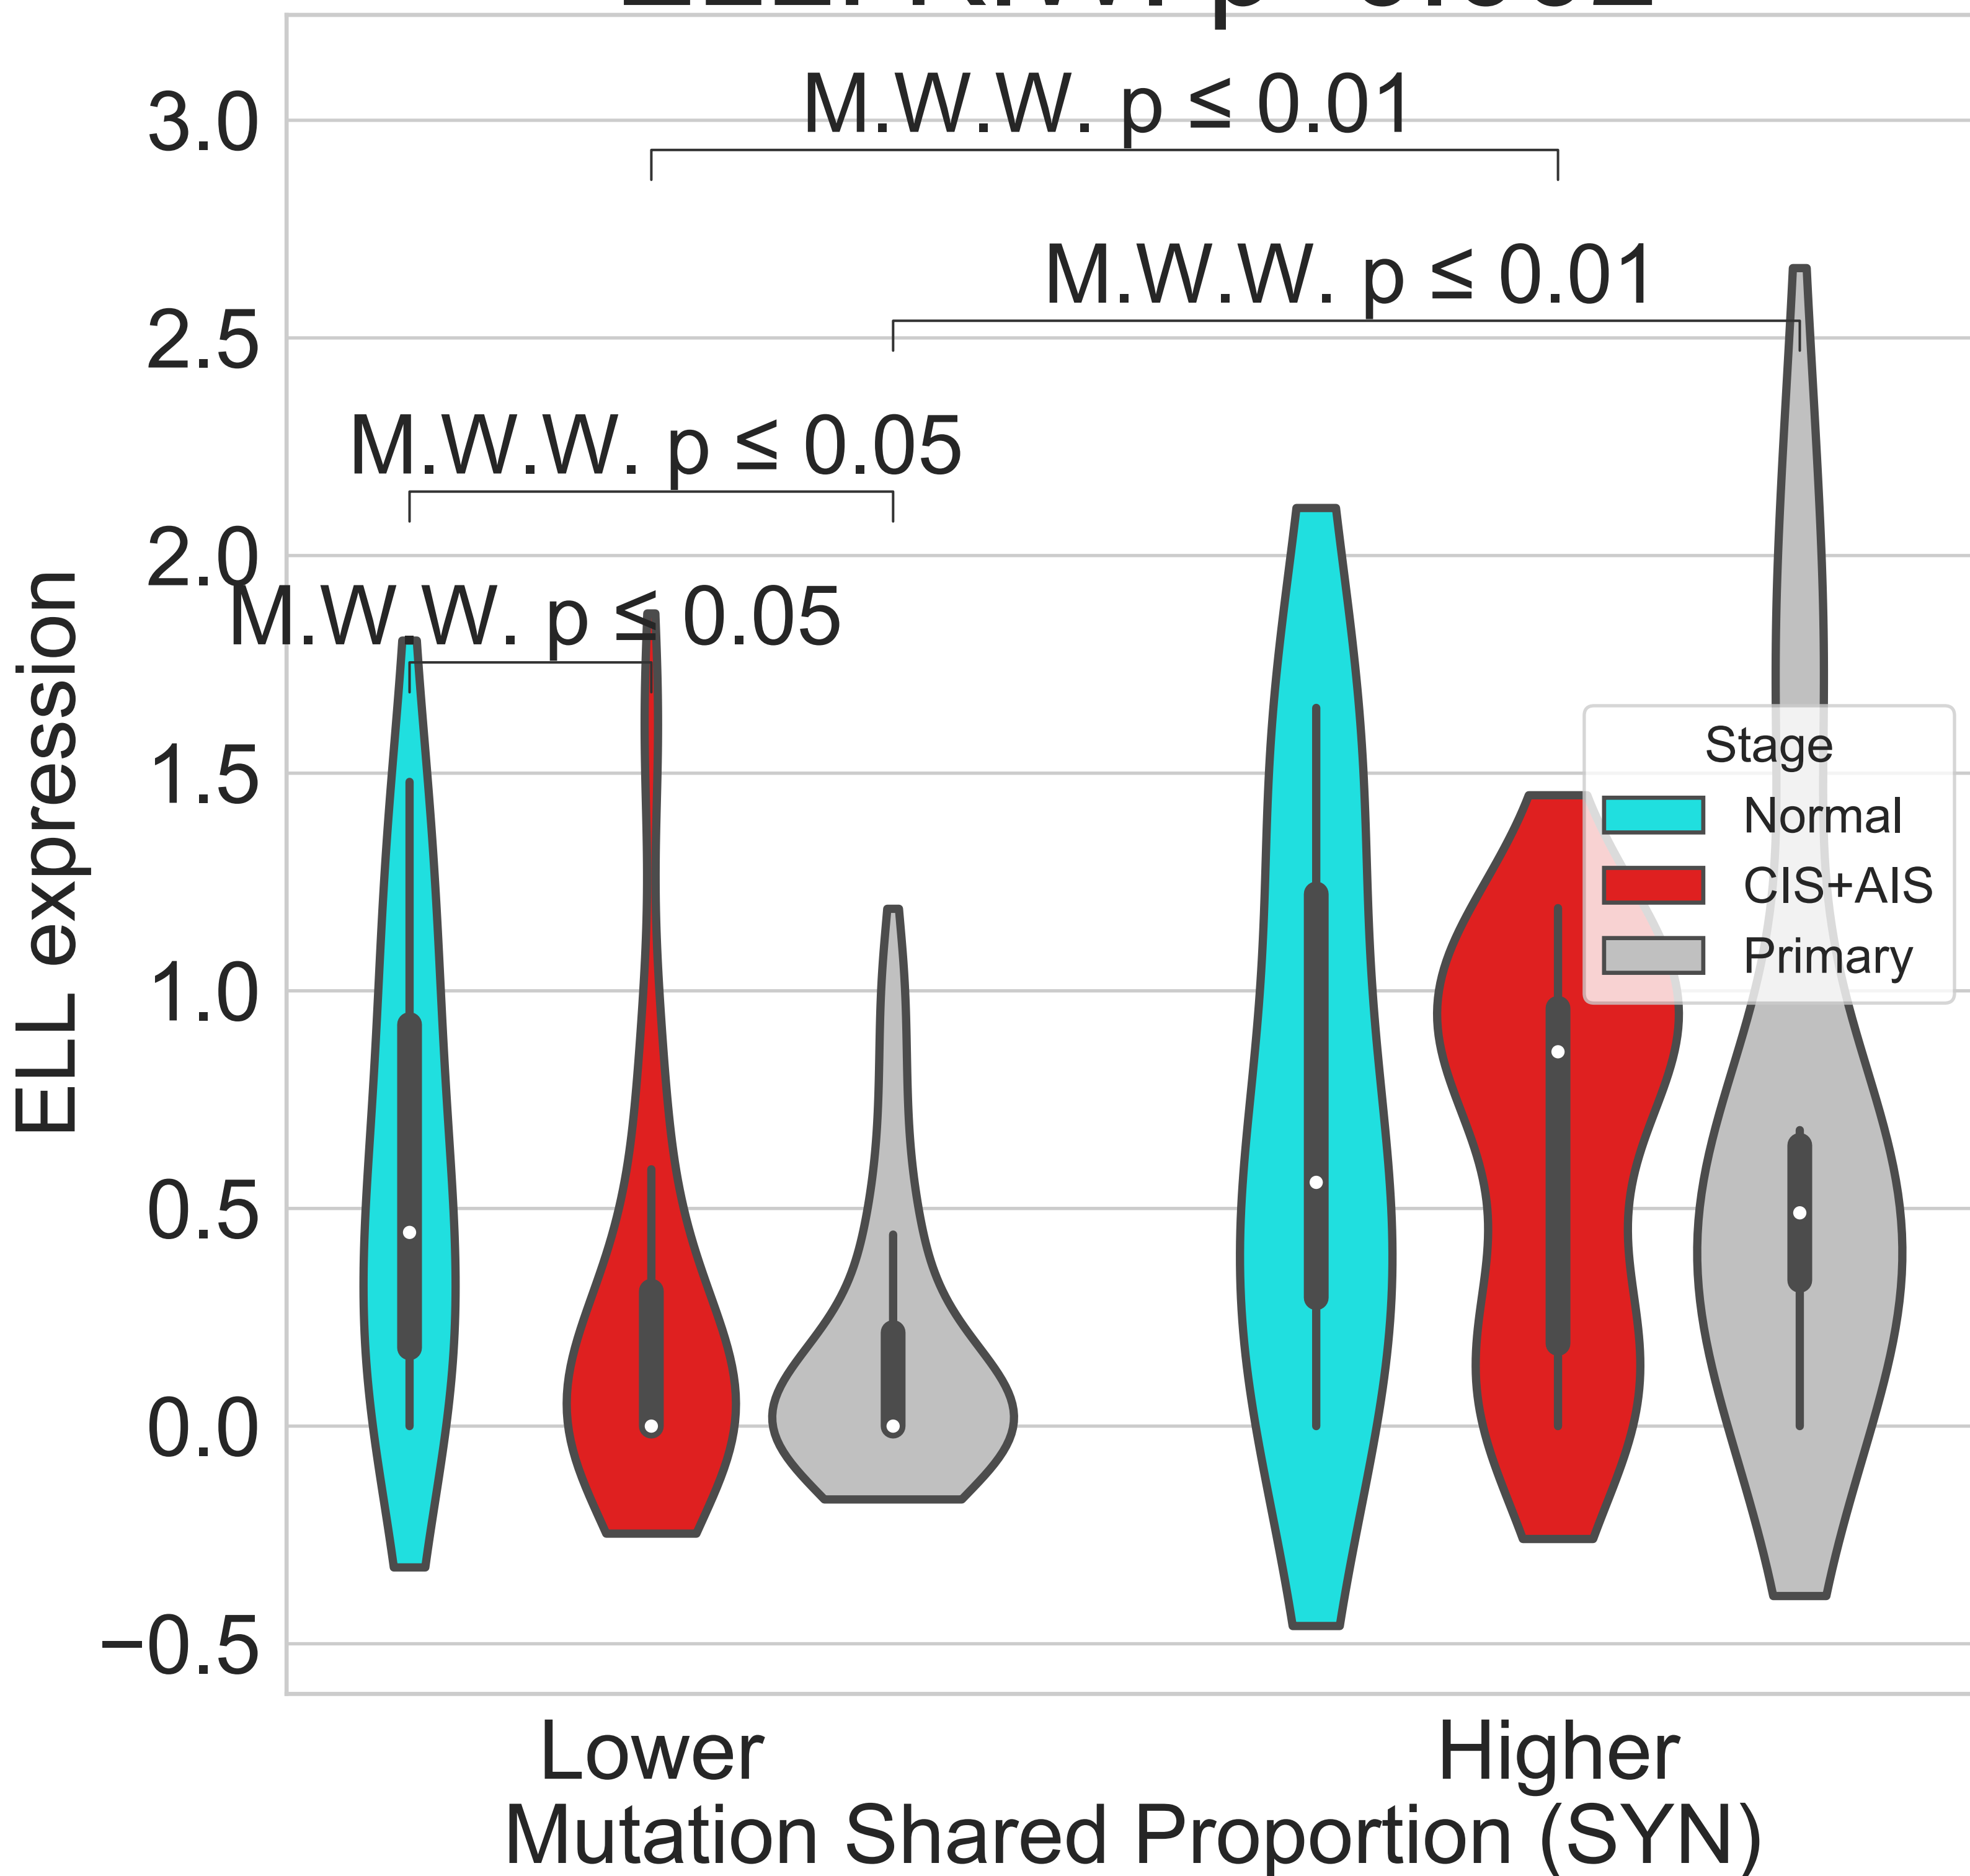 M.W.W. p ≤ 0.01
M.W.W. p ≤ 0.01
M.W.W. p ≤ 0.05
M.W.W. p ≤ 0.05
3.0
2.5
2.0
1.5
1.0
0.5
0.0
−0.5
ELL expression
Stage
Normal
CIS+AIS
Primary
Lower
Higher
Mutation Shared Proportion (SYN)